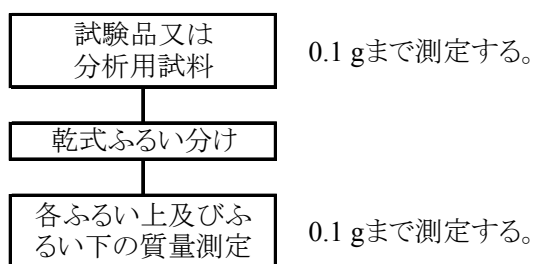 試験品又は
分析用試料
0.1 gまで測定する。
乾式ふるい分け
各ふるい上及びふ
るい下の質量測定
0.1 gまで測定する。